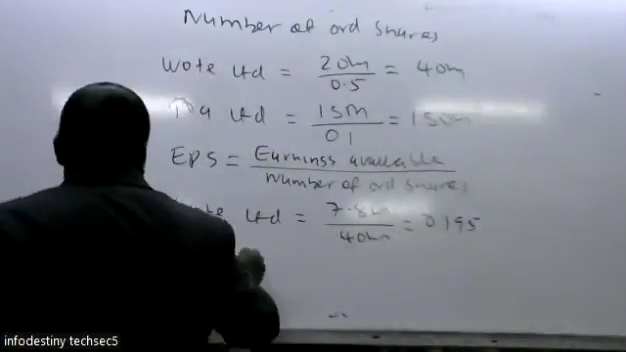 Number of ord shares
Wote Ltd = 20m / 0.5 = 40m
Ltd = 15m / 0.1 =
EPS = Earnings available / Number of ord shares
Ltd = 7.8m / 40m = 0.195
infodestiny techsec5